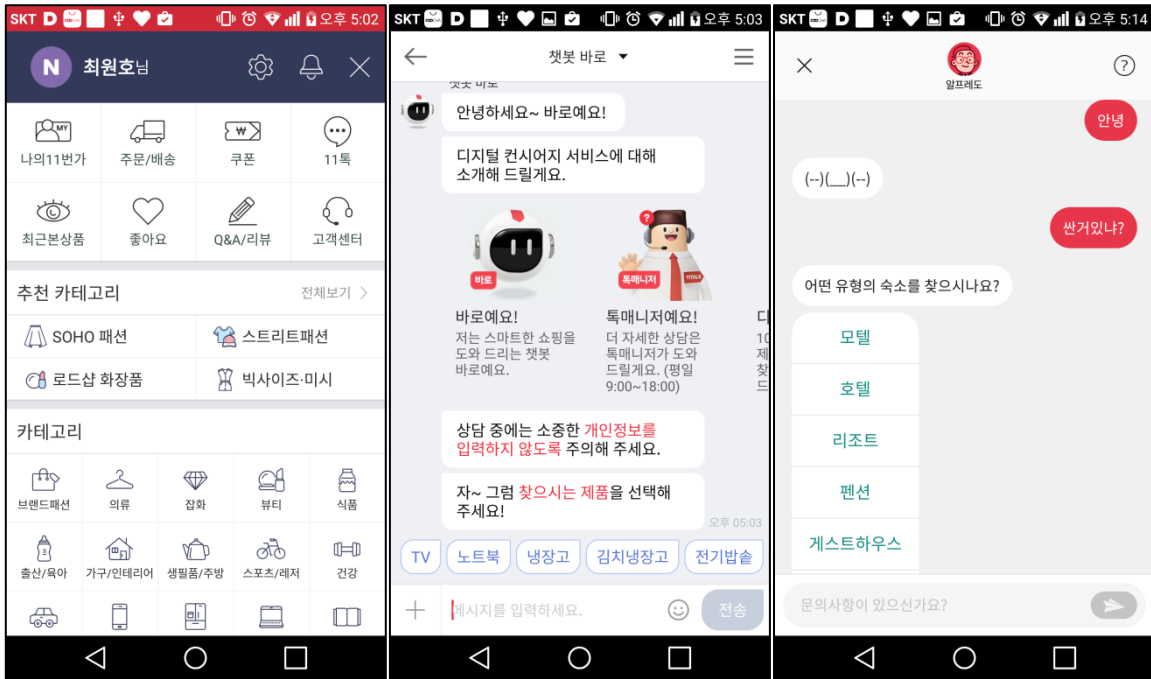 SKT D 오후 5:02
N 최원호님
MY
나의11번가 주문/배송 쿠폰 11톡
최근본상품 좋아요 Q&A/리뷰 고객센터
추천 카테고리 전체보기 >
SOHO 패션 스트리트패션
로드샵 화장품 빅사이즈·미시
카테고리
브랜드패션 의류 잡화 뷰티 식품
출산/육아 가구/인테리어 생필품/주방 스포츠/레저 건강
SKT D 오후 5:03
챗봇 바로 ▼
챗봇 바로
안녕하세요~ 바로예요!
디지털 컨시어지 서비스에 대해
소개해 드릴게요.
바로
톡매니저
11TALK
바로예요!
저는 스마트한 쇼핑을
도와 드리는 챗봇
바로예요.
톡매니저예요!
더 자세한 상담은
톡매니저가 도와
드릴게요. (평일
9:00~18:00)
상담 중에는 소중한 개인정보를
입력하지 않도록 주의해 주세요.
자~ 그럼 찾으시는 제품을 선택해
주세요!
오후 05:03
TV 노트북 냉장고 김치냉장고 전기밥솥
메시지를 입력하세요. 전송
SKT D 오후 5:14
알프레도
?
안녕
(--)(__)(--)
싼거있냐?
어떤 유형의 숙소를 찾으시나요?
모텔
호텔
리조트
펜션
게스트하우스
문의사항이 있으신가요?